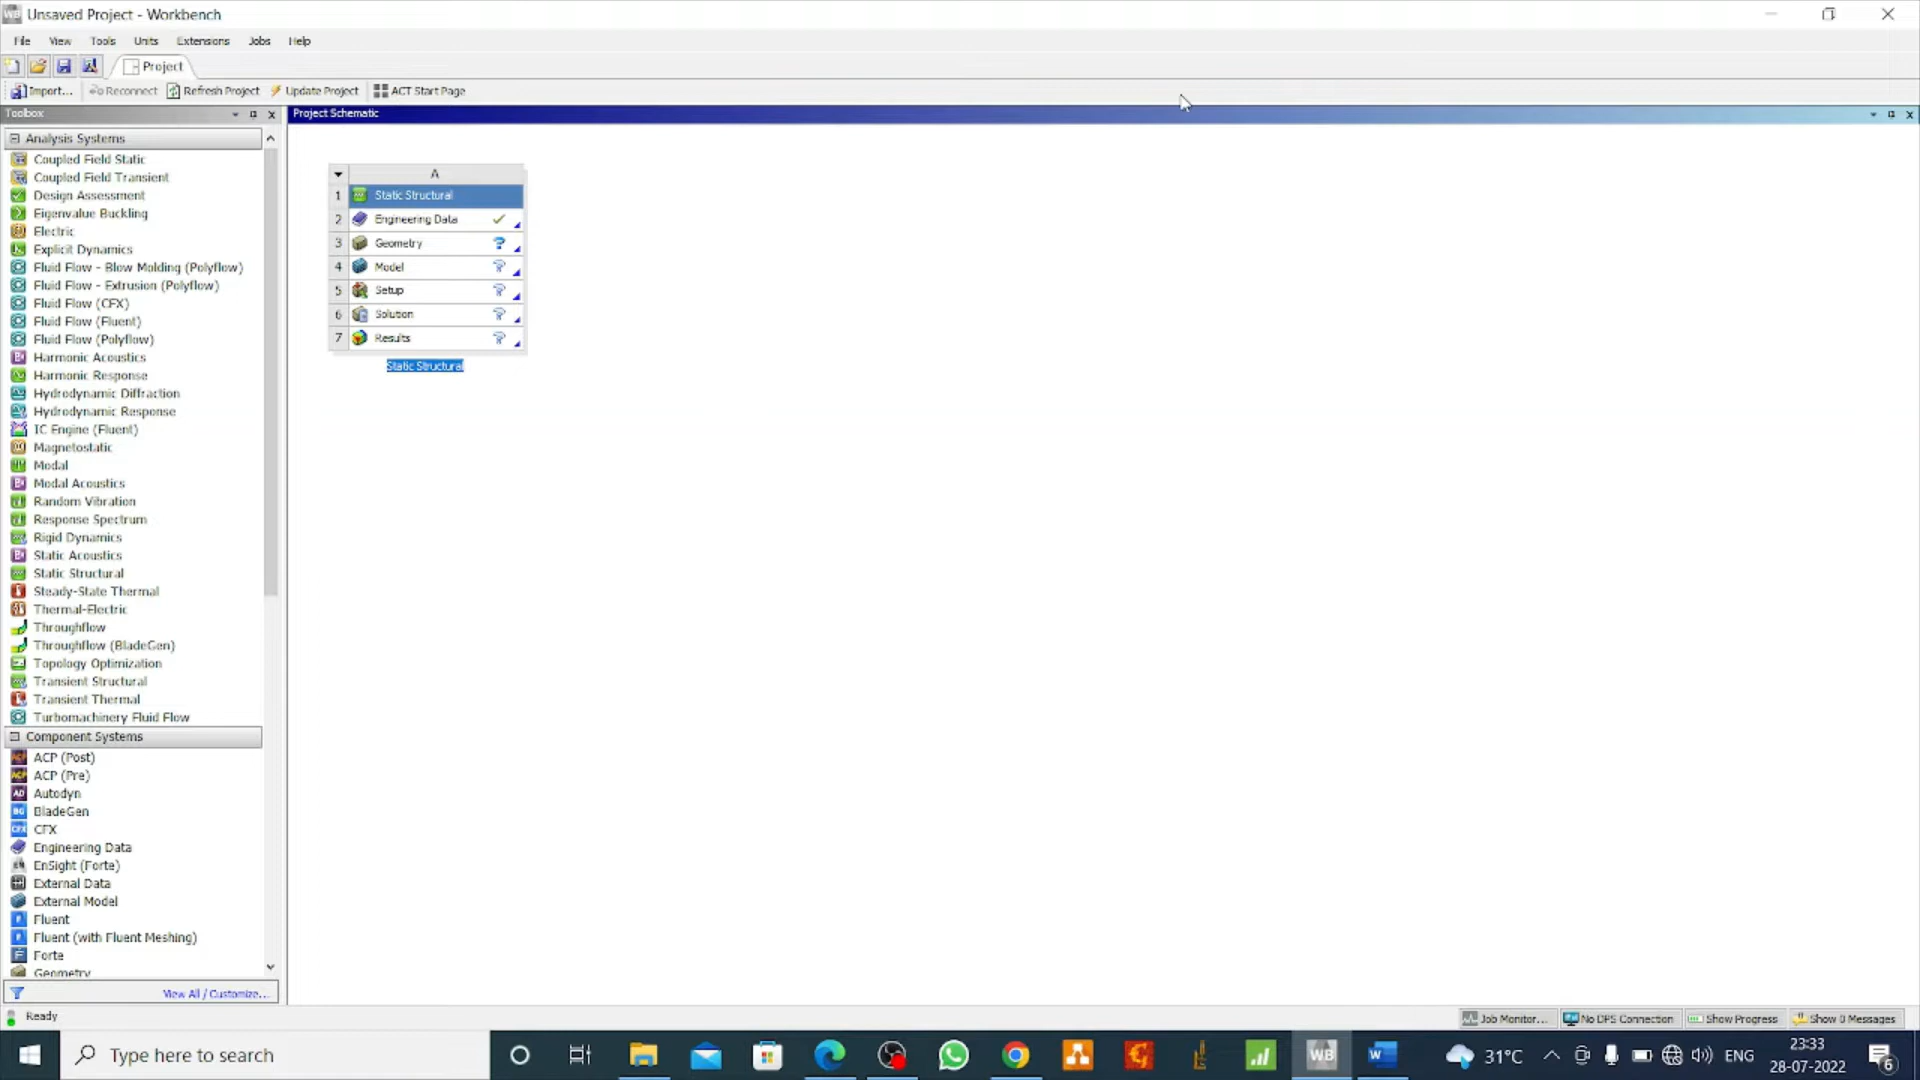 Unsaved Project - Workbench
File View Tools Units Extensions Jobs Help
Project
Import... Reconnect Refresh Project Update Project ACT Start Page
Toolbox
Analysis Systems
Coupled Field Static
Coupled Field Transient
Design Assessment
Eigenvalue Buckling
Electric
Explicit Dynamics
Fluid Flow - Blow Molding (Polyflow)
Fluid Flow - Extrusion (Polyflow)
Fluid Flow (CFX)
Fluid Flow (Fluent)
Fluid Flow (Polyflow)
Harmonic Acoustics
Harmonic Response
Hydrodynamic Diffraction
Hydrodynamic Response
IC Engine (Fluent)
Magnetostatic
Modal
Modal Acoustics
Random Vibration
Response Spectrum
Rigid Dynamics
Static Acoustics
Static Structural
Steady-State Thermal
Thermal-Electric
Throughflow
Throughflow (BladeGen)
Topology Optimization
Transient Structural
Transient Thermal
Turbomachinery Fluid Flow
Component Systems
ACP (Post)
ACP (Pre)
Autodyn
BladeGen
CFX
Engineering Data
EnSight (Forte)
External Data
External Model
Fluent
Fluent (with Fluent Meshing)
Forte
Geometry
View All / Customize...
Project Schematic
A
1 Static Structural
2 Engineering Data
3 Geometry ?
4 Model
5 Setup
6 Solution
7 Results
Static Structural
Ready
Job Monitor... No DPS Connection Show Progress Show 0 Messages
Type here to search
WB
31°C
ENG
23:33
28-07-2022
6